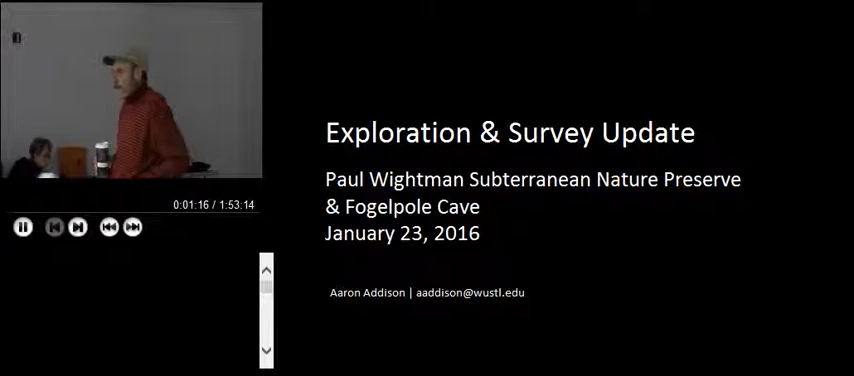 Exploration & Survey Update
Paul Wightman Subterranean Nature Preserve
& Fogelpole Cave
January 23, 2016
0:01:16 / 1:53:14
Aaron Addison | aaddison@wustl.edu